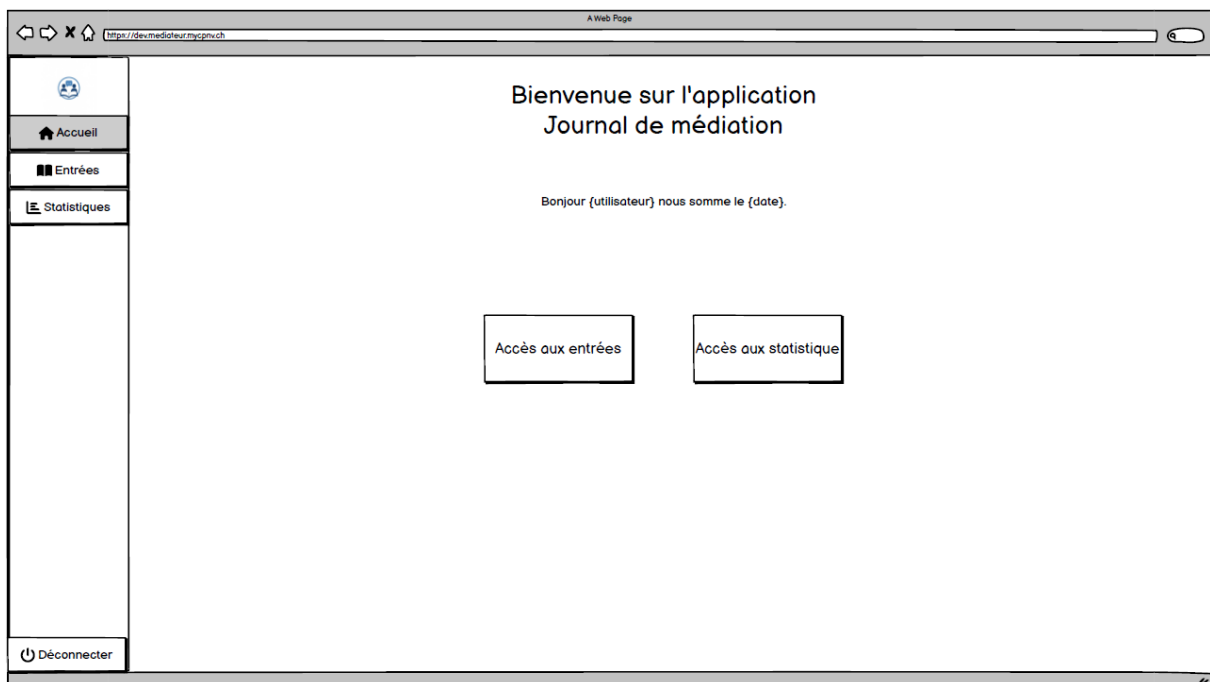 A Web Page
https://dev.mediateur.mycpnv.ch
Accueil
Entrées
Statistiques
Déconnecter
Bienvenue sur l'application
Journal de médiation
Bonjour {utilisateur} nous somme le {date}.
Accès aux entrées
Accès aux statistique